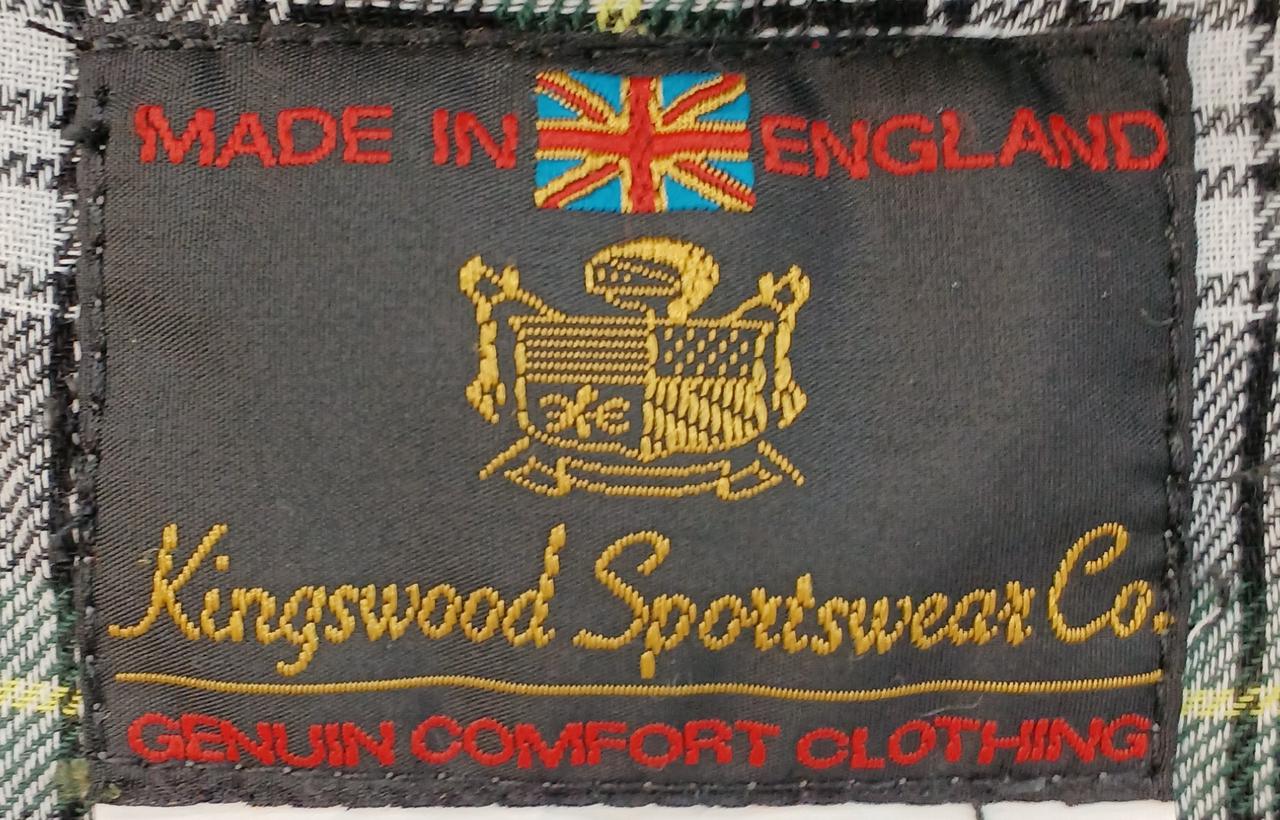 MADE IN ENGLAND
Kingswood Sportswear Co.
GENUIN COMFORT CLOTHING